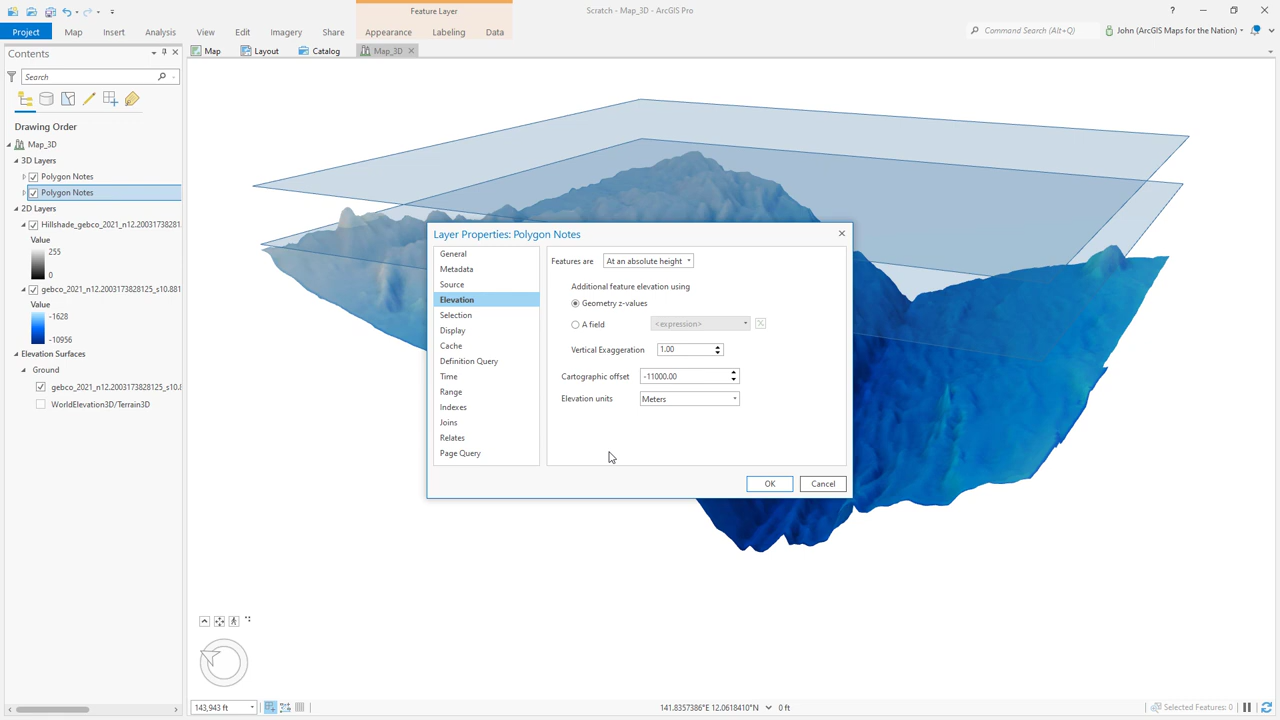 Feature Layer
Scratch - Map_3D - ArcGIS Pro
?
Project Map Insert Analysis View Edit Imagery Share Appearance Labeling Data
Command Search (Alt+Q)
John (ArcGIS Maps for the Nation)
Contents
Map Layout Catalog Map_3D
Search
Drawing Order
Map_3D
3D Layers
Polygon Notes
Polygon Notes
2D Layers
Hillshade_gebco_2021_n12.20031738281
Value
255
0
gebco_2021_n12.2003173828125_s10.881
Value
-1628
-10956
Elevation Surfaces
Ground
gebco_2021_n12.2003173828125_s10.8
WorldElevation3D/Terrain3D
Layer Properties: Polygon Notes
General
Metadata
Source
Elevation
Selection
Display
Cache
Definition Query
Time
Range
Indexes
Joins
Relates
Page Query
Features are At an absolute height
Additional feature elevation using
Geometry z-values
A field <expression>
Vertical Exaggeration 1.00
Cartographic offset -11000.00
Elevation units Meters
OK Cancel
143,943 ft
141.8357386°E 12.0618410°N
0 ft
Selected Features: 0